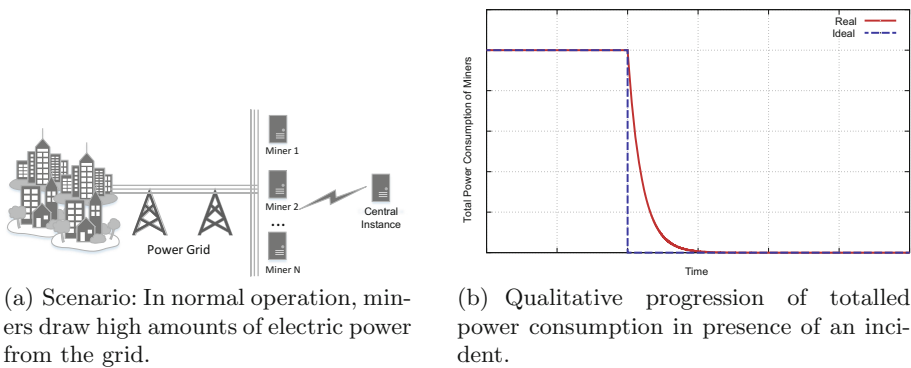 Miner 1
Miner 2
...
Miner N
Central
Instance
Power Grid
(a) Scenario: In normal operation, min-
ers draw high amounts of electric power
from the grid.
Real
Ideal
Total Power Consumption of Miners
Time
(b) Qualitative progression of totalled
power consumption in presence of an inci-
dent.